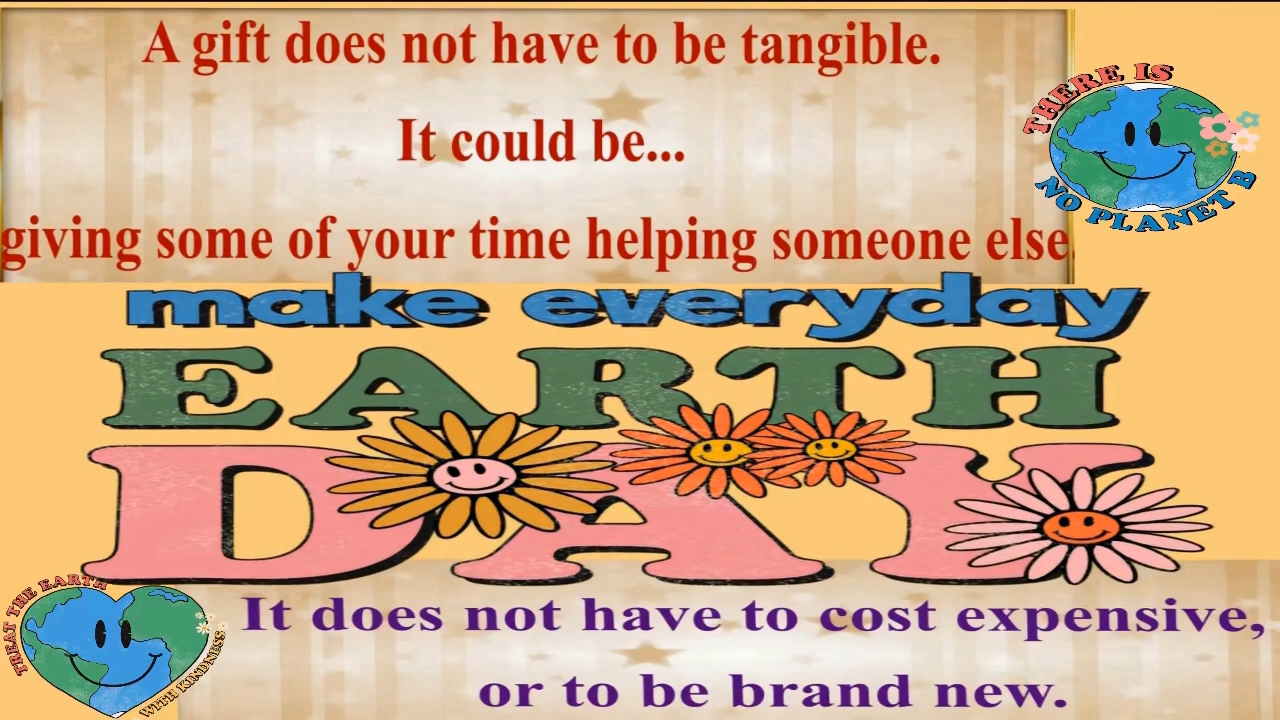 A gift does not have to be tangible.
It could be...
giving some of your time helping someone else.
THERE IS
NO PLANET B
make everyday
EARTH
DAY
TREAT THE EARTH
WITH KINDNESS
It does not have to cost expensive,
or to be brand new.